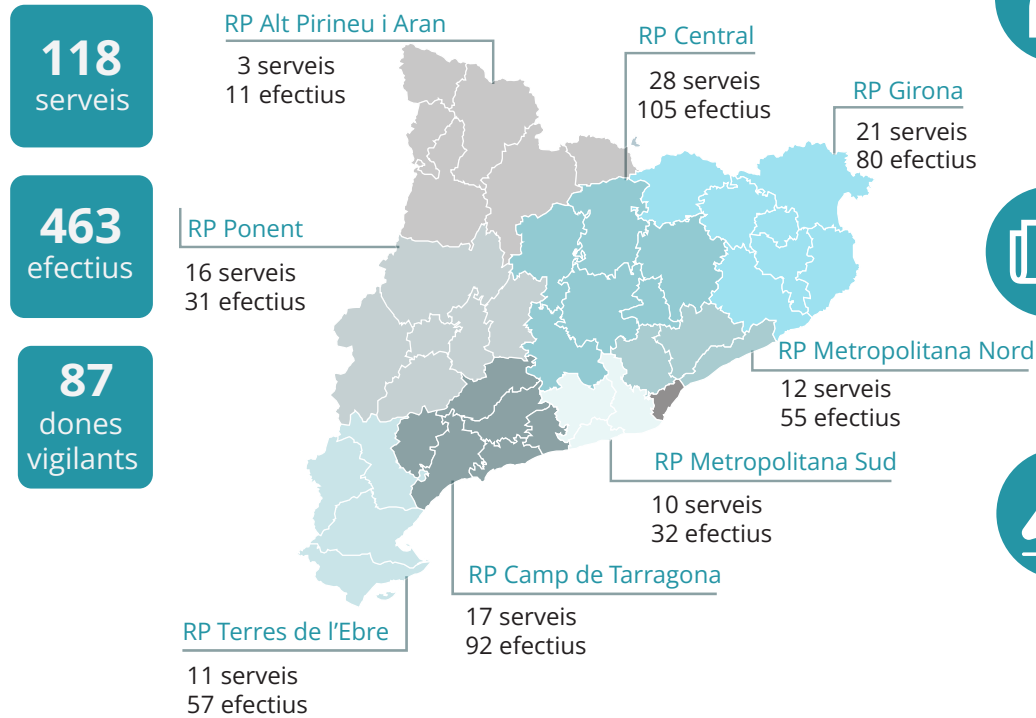 118
serveis
463
efectius
87
dones
vigilants
RP Alt Pirineu i Aran
3 serveis
11 efectius
RP Central
28 serveis
105 efectius
RP Girona
21 serveis
80 efectius
RP Ponent
16 serveis
31 efectius
RP Metropolitana Nord
12 serveis
55 efectius
RP Metropolitana Sud
10 serveis
32 efectius
RP Camp de Tarragona
17 serveis
92 efectius
RP Terres de l'Ebre
11 serveis
57 efectius